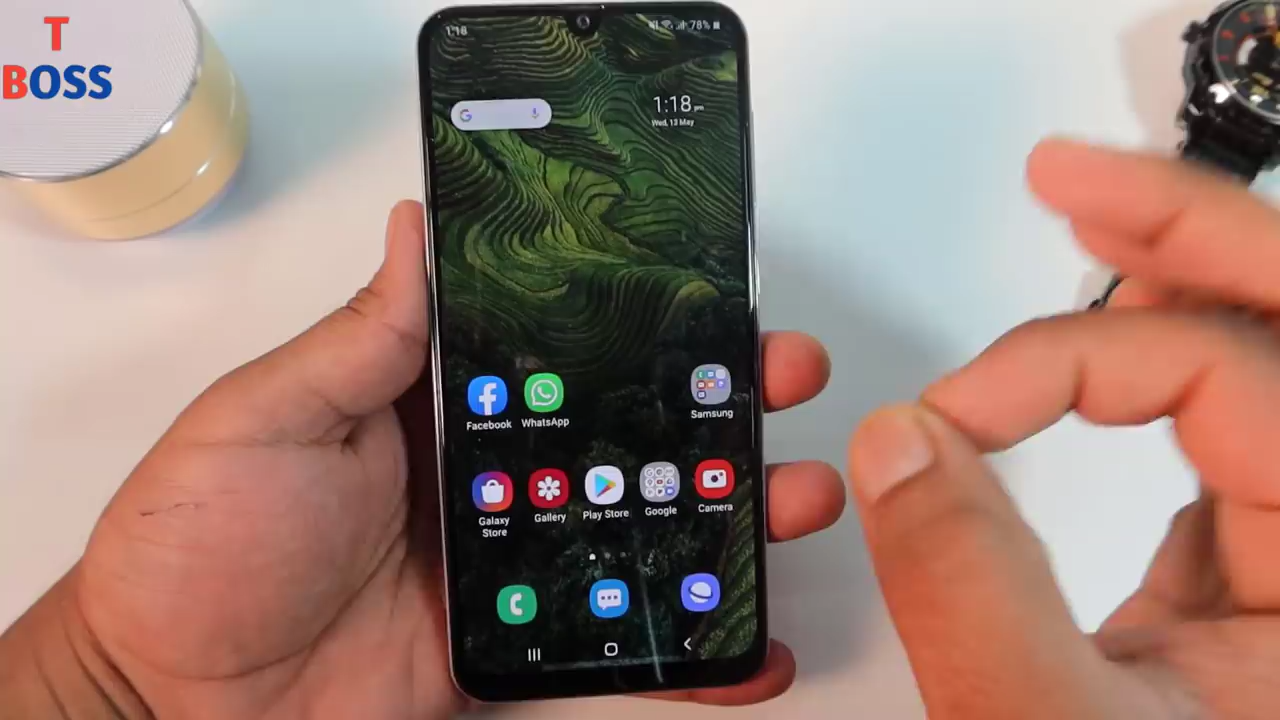 T
BOSS
1:18
78%
1:18 pm
Wed, 13 May
Facebook
WhatsApp
Samsung
Galaxy
Store
Gallery
Play Store
Google
Camera